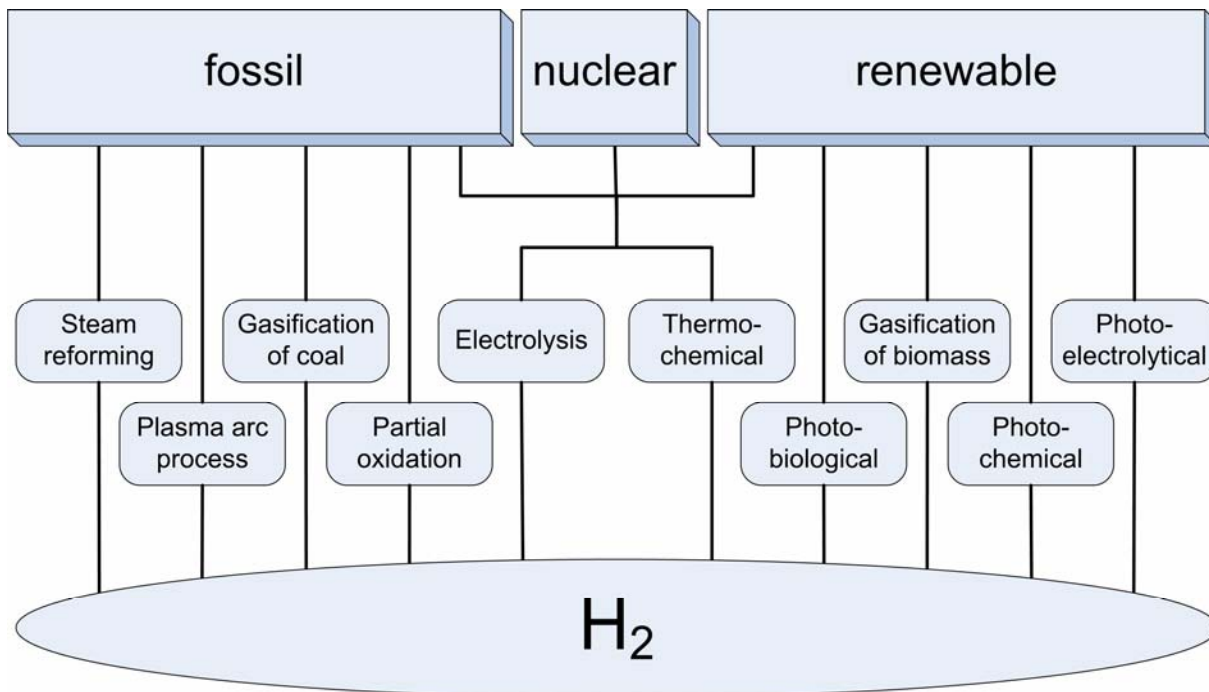 fossil
nuclear
renewable
Steam
reforming
Plasma arc
process
Gasification
of coal
Partial
oxidation
Electrolysis
Thermo-
chemical
Photo-
biological
Gasification
of biomass
Photo-
chemical
Photo-
electrolytical
H₂